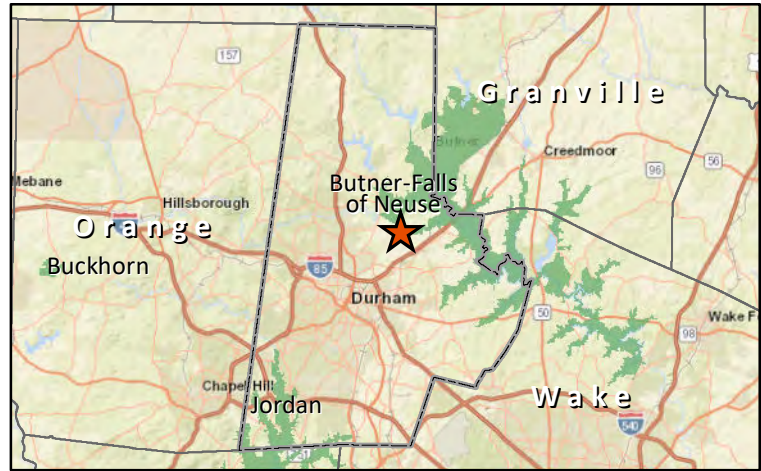 157
Granville
Butner
Creedmoor
56
96
Mebane
Butner-Falls
of Neuse
Hillsborough
Orange
Buckhorn
85
Durham
50
Wake F
98
Chapel Hill
Jordan
Wake
540